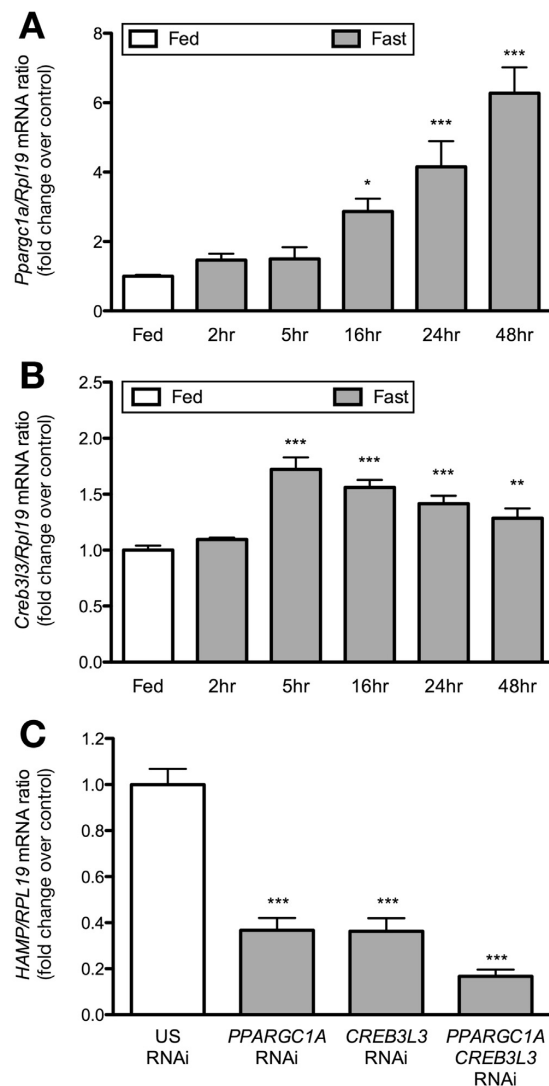 A
Ppargc1a/Rpl19 mRNA ratio
(fold change over control)
Fed Fast
8
6
4
2
0
* *** ***
Fed 2hr 5hr 16hr 24hr 48hr
B
Creb3l3/Rpl19 mRNA ratio
(fold change over control)
Fed Fast
2.5
2.0
1.5
1.0
0.5
0.0
*** *** *** **
Fed 2hr 5hr 16hr 24hr 48hr
C
HAMP/RPL19 mRNA ratio
(fold change over control)
1.2
1.0
0.8
0.6
0.4
0.2
0.0
*** *** ***
US PPARGC1A CREB3L3 PPARGC1A
RNAi RNAi RNAi CREB3L3
RNAi